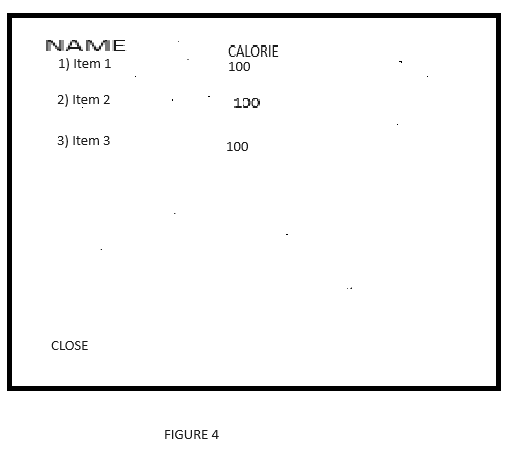 NAME CALORIE
1) Item 1 100
2) Item 2 100
3) Item 3 100
CLOSE
FIGURE 4